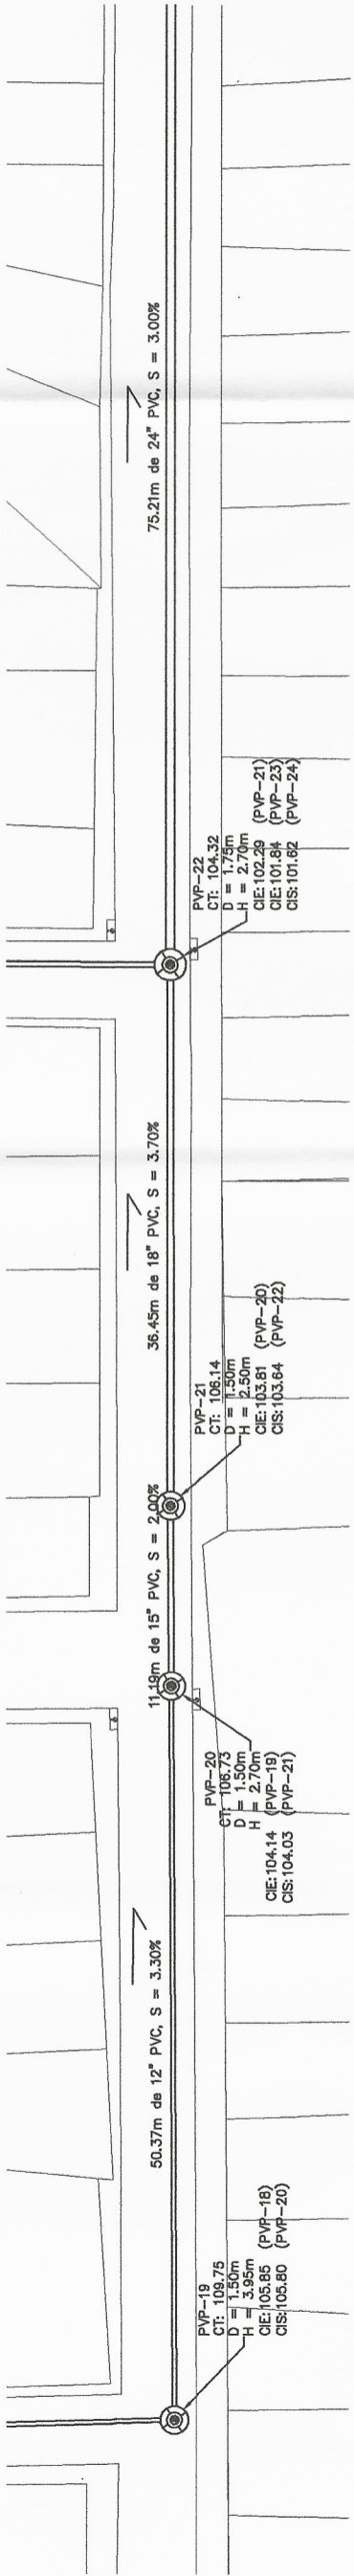 75.21m de 24" PVC, S = 3.00%
PVP-22
CT: 104.32
D = 1.75m
H = 2.70m
CIE:102.29 (PVP-21)
CIE:101.84 (PVP-23)
CIS:101.62 (PVP-24)
36.45m de 18" PVC, S = 3.70%
PVP-21
CT: 106.14
D = 1.50m
H = 2.50m
CIE:103.81 (PVP-20)
CIS:103.64 (PVP-22)
11.19m de 15" PVC, S = 2.00%
PVP-20
CT: 106.73
D = 1.50m
H = 2.70m
CIE:104.14 (PVP-19)
CIS:104.03 (PVP-21)
50.37m de 12" PVC, S = 3.30%
PVP-19
CT: 109.75
D = 1.50m
H = 3.95m
CIE:105.85 (PVP-18)
CIS:105.80 (PVP-20)